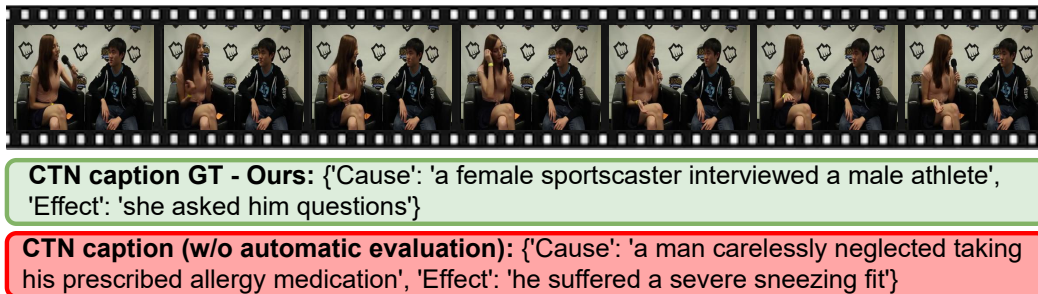 CTN caption GT - Ours: {'Cause': 'a female sportscaster interviewed a male athlete',
'Effect': 'she asked him questions'}
CTN caption (w/o automatic evaluation): {'Cause': 'a man carelessly neglected taking
his prescribed allergy medication', 'Effect': 'he suffered a severe sneezing fit'}